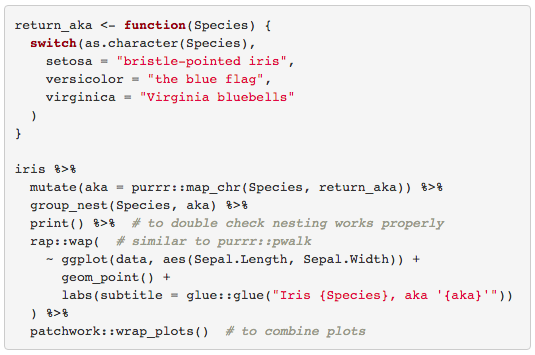 return_aka <- function(Species) {
  switch(as.character(Species),
    setosa = "bristle-pointed iris",
    versicolor = "the blue flag",
    virginica = "Virginia bluebells"
  )
}

iris %>%
  mutate(aka = purrr::map_chr(Species, return_aka)) %>%
  group_nest(Species, aka) %>%
  print() %>%  # to double check nesting works properly
  rap::wap(  # similar to purrr::pwalk
    ~ ggplot(data, aes(Sepal.Length, Sepal.Width)) +
      geom_point() +
      labs(subtitle = glue::glue("Iris {Species}, aka '{aka}'"))
  ) %>%
  patchwork::wrap_plots()  # to combine plots